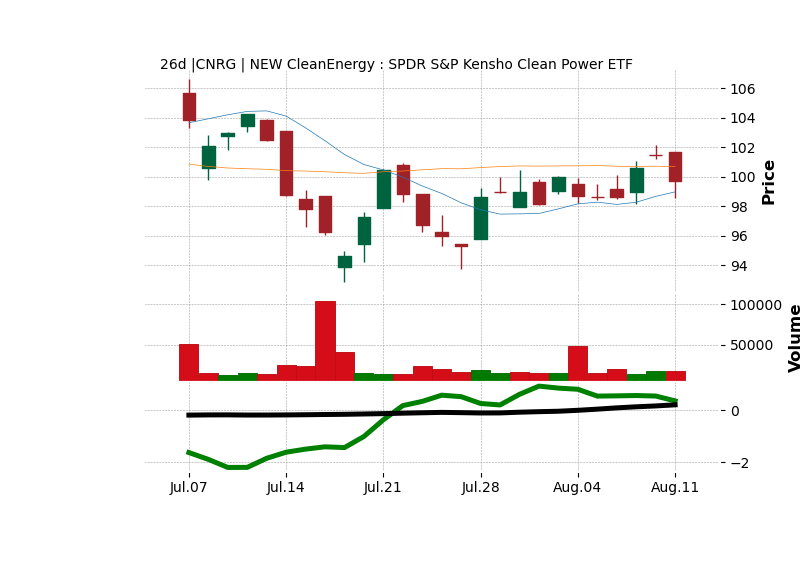 26d |CNRG | NEW CleanEnergy : SPDR S&P Kensho Clean Power ETF
106
104
102
100
98
96
94
Price
100000
50000
Volume
0
−2
Jul.07 Jul.14 Jul.21 Jul.28 Aug.04 Aug.11